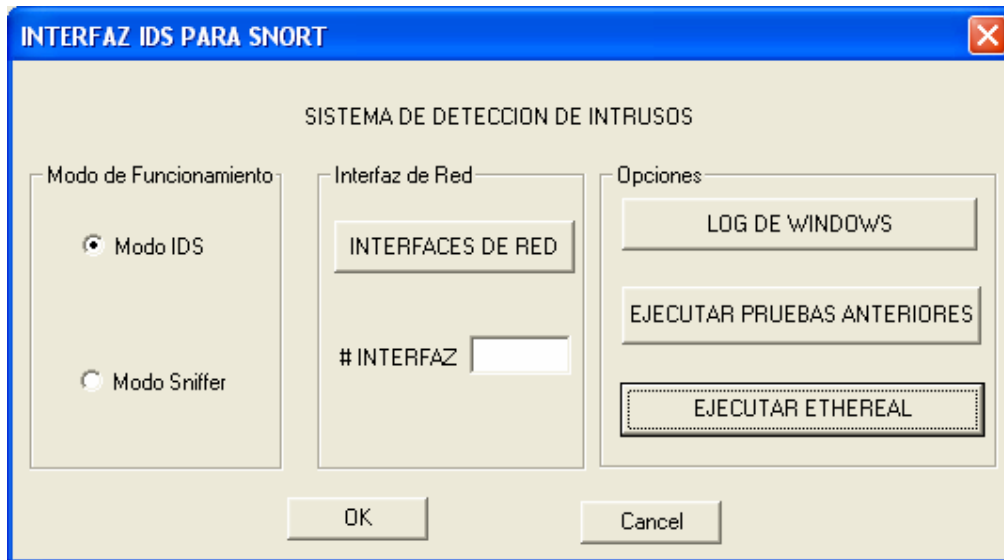 INTERFAZ IDS PARA SNORT
SISTEMA DE DETECCION DE INTRUSOS
Modo de Funcionamiento
Modo IDS
Modo Sniffer
Interfaz de Red
INTERFACES DE RED
# INTERFAZ
Opciones
LOG DE WINDOWS
EJECUTAR PRUEBAS ANTERIORES
EJECUTAR ETHEREAL
OK
Cancel